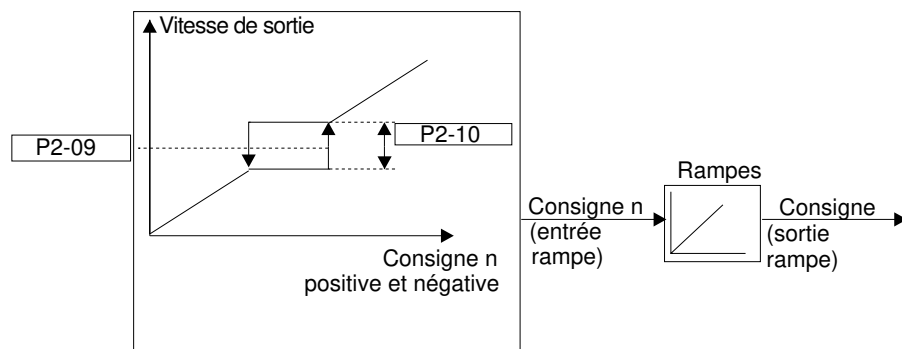 Vitesse de sortie
P2-09
P2-10
Consigne n
positive et négative
Consigne n
(entrée
rampe)
Rampes
Consigne
(sortie
rampe)